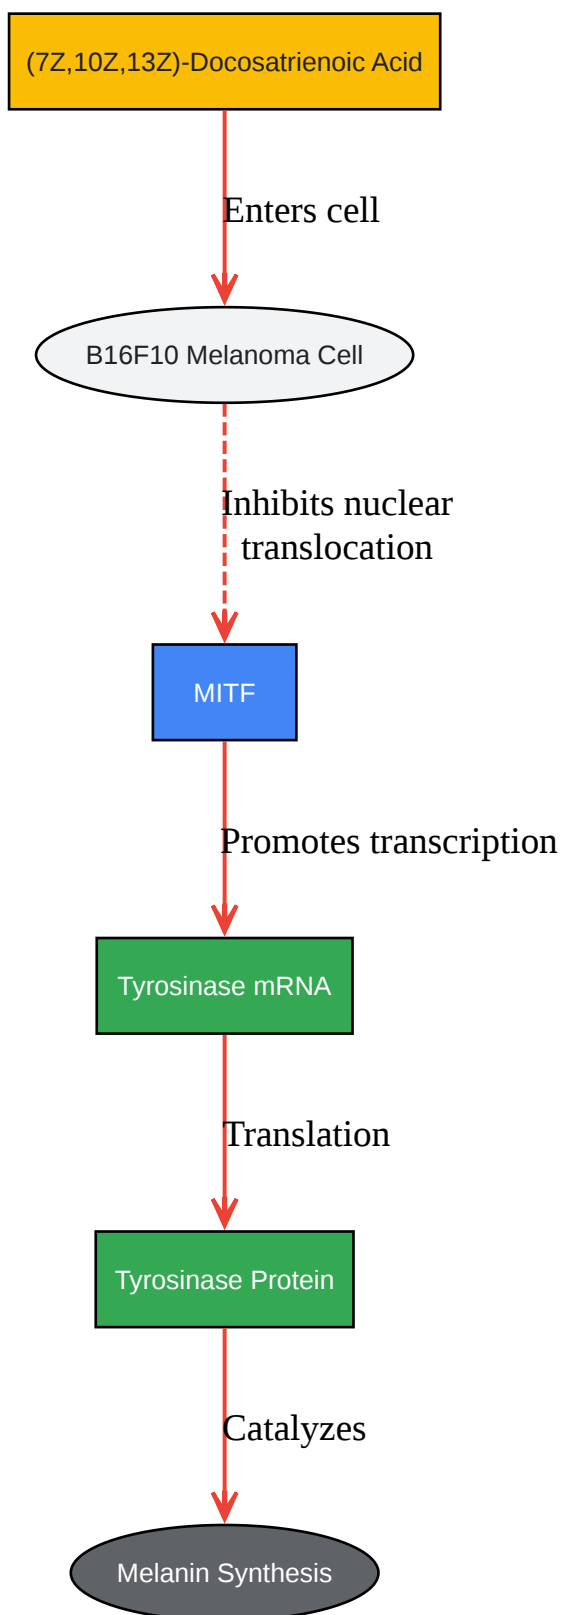 (7Z,10Z,13Z)-Docosatrienoic Acid
Enters cell
B16F10 Melanoma Cell
Inhibits nuclear
translocation
MITF
Promotes transcription
Tyrosinase mRNA
Translation
Tyrosinase Protein
Catalyzes
Melanin Synthesis